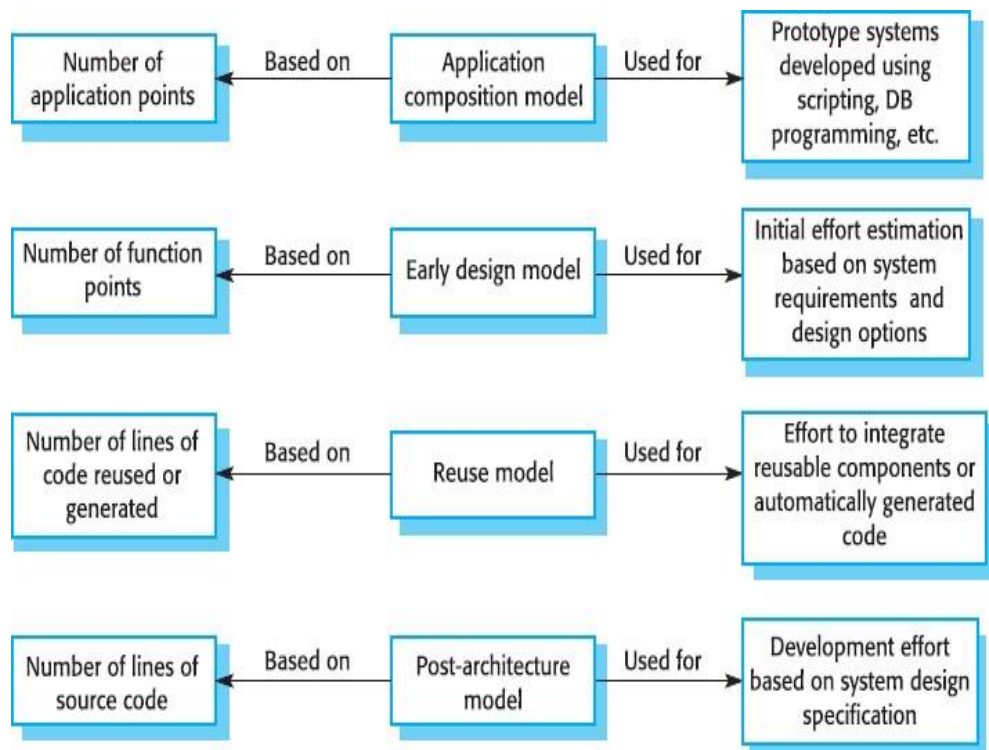 Number of
application points
Based on
Application
composition model
Used for
Prototype systems
developed using
scripting, DB
programming, etc.
Number of function
points
Based on
Early design model
Used for
Initial effort estimation
based on system
requirements and
design options
Number of lines of
code reused or
generated
Based on
Reuse model
Used for
Effort to integrate
reusable components or
automatically generated
code
Number of lines of
source code
Based on
Post-architecture
model
Used for
Development effort
based on system design
specification